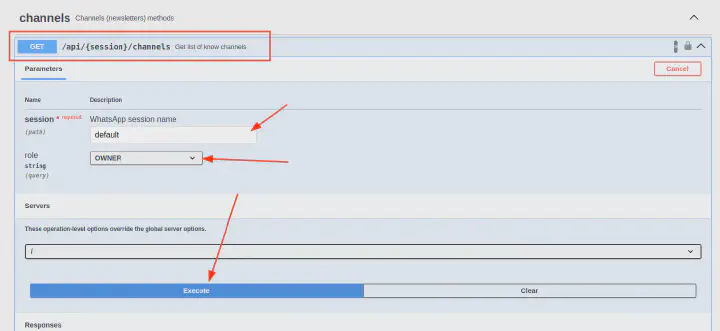 channels Channels (newsletters) methods
GET /api/{session}/channels Get list of know channels
Parameters Cancel
Name Description
session * required WhatsApp session name
(path) default
role OWNER
string
(query)
Servers
These operation-level options override the global server options.
/
Execute Clear
Responses